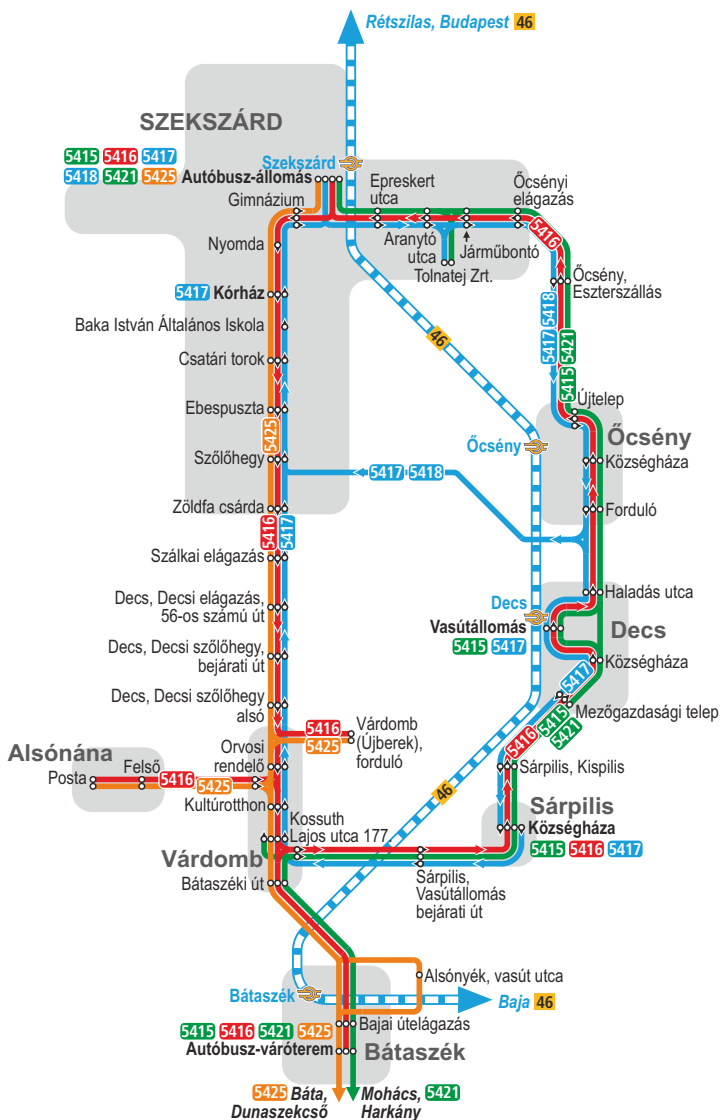 Rétszilas, Budapest 46
SZEKSZÁRD
5415 5416 5417
5418 5421 5425
Szekszárd
Autóbusz-állomás
Gimnázium
Epreskert
utca
Őcsényi
elágazás
Nyomda
Aranytó
utca
Járműbontó
Tolnatej Zrt.
5416
5417 Kórház
Őcsény,
Eszterszállás
Baka István Általános Iskola
5418
5417
5421
5415
46
Csatári torok
Ebespuszta
5425
Újtelep
Őcsény
Őcsény
Szőlőhegy
Községháza
5417 5418
Zöldfa csárda
Forduló
5416
5417
Szálkai elágazás
Decs, Decsi elágazás,
56-os számú út
Haladás utca
Decs
Vasútállomás
5415 5417
Decs
Decs, Decsi szőlőhegy,
bejárati út
Községháza
5417
Decs, Decsi szőlőhegy
alsó
Mezőgazdasági telep
5415
5421
5416
5416
5425
Várdomb
(Újberek),
forduló
Alsónána
Posta
Felső
5416
5425
Orvosi
rendelő
Sárpilis, Kispilis
46
Kultúrotthon
Sárpilis
Kossuth
Lajos utca 177.
Községháza
5415 5416 5417
Várdomb
Bátaszéki út
Sárpilis,
Vasútállomás
bejárati út
Alsónyék, vasút utca
Bátaszék
Baja 46
5415 5416 5421 5425
Bajai útelágazás
Autóbusz-váróterem
Bátaszék
5425 Báta,
Dunaszekcső
Mohács, 5421
Harkány